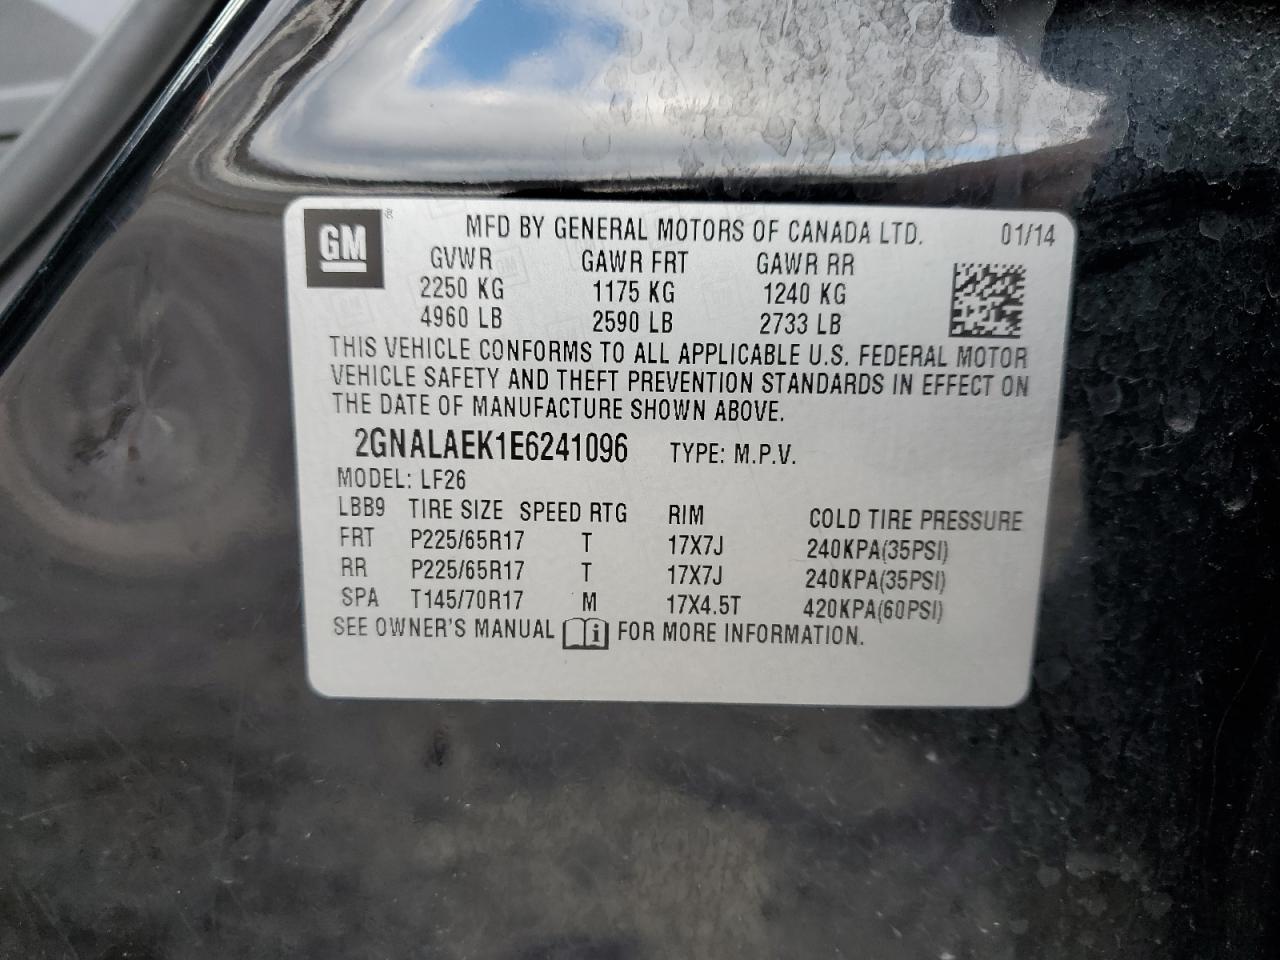 GM ®
MFD BY GENERAL MOTORS OF CANADA LTD. 01/14
GVWR GAWR FRT GAWR RR
2250 KG 1175 KG 1240 KG
4960 LB 2590 LB 2733 LB
THIS VEHICLE CONFORMS TO ALL APPLICABLE U.S. FEDERAL MOTOR
VEHICLE SAFETY AND THEFT PREVENTION STANDARDS IN EFFECT ON
THE DATE OF MANUFACTURE SHOWN ABOVE.
2GNALAEK1E6241096 TYPE: M.P.V.
MODEL: LF26
LBB9 TIRE SIZE SPEED RTG RIM COLD TIRE PRESSURE
FRT P225/65R17 T 17X7J 240KPA(35PSI)
RR P225/65R17 T 17X7J 240KPA(35PSI)
SPA T145/70R17 M 17X4.5T 420KPA(60PSI)
SEE OWNER'S MANUAL i FOR MORE INFORMATION.